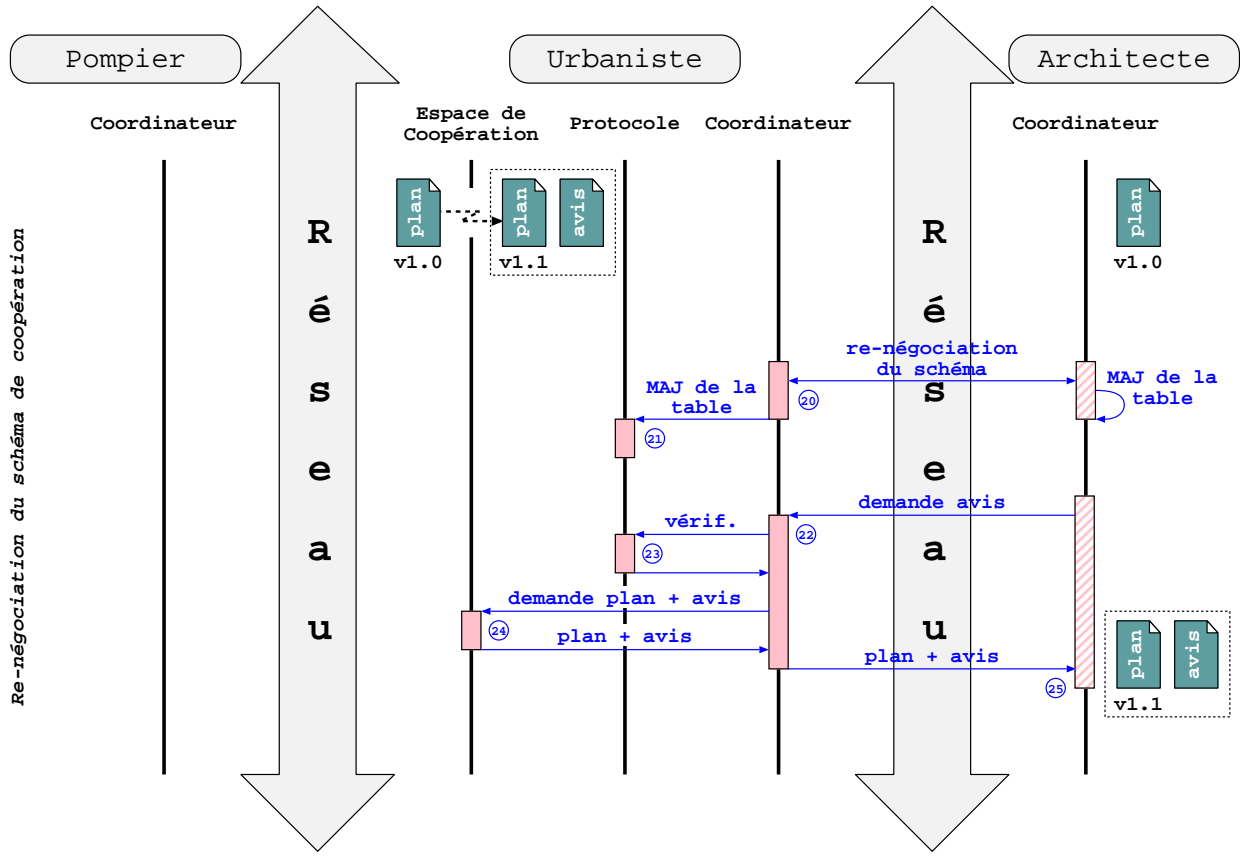 Pompier
Urbaniste
Architecte
Coordinateur
Espace de
Coopération
Protocole
Coordinateur
Coordinateur
plan
v1.0
plan
avis
v1.1
plan
v1.0
Réseau
Réseau
Re-négociation du schéma de coopération
re-négociation
du schéma
20
MAJ de la
table
MAJ de la
table
21
demande avis
22
vérif.
23
demande plan + avis
24
plan + avis
plan + avis
25
plan
avis
v1.1